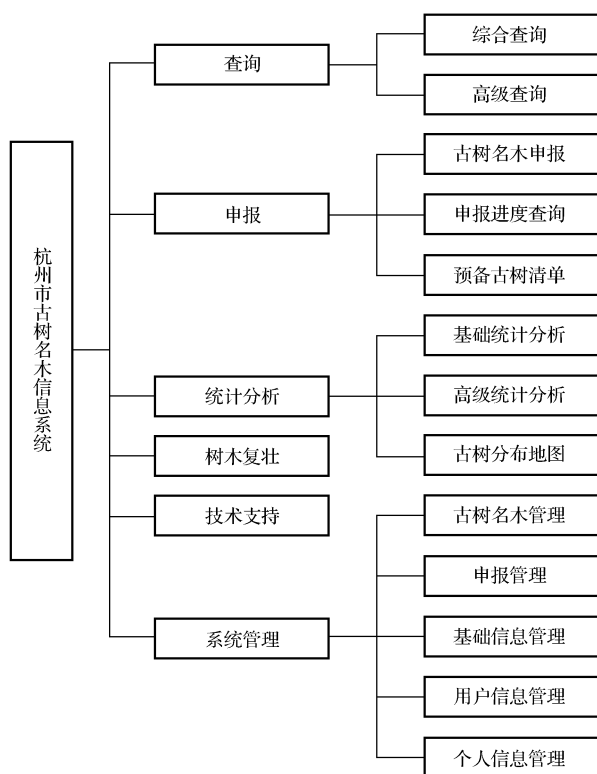 杭州市古树名木信息系统
查询
综合查询
高级查询
申报
古树名木申报
申报进度查询
预备古树清单
统计分析
基础统计分析
高级统计分析
古树分布地图
树木复壮
技术支持
系统管理
古树名木管理
申报管理
基础信息管理
用户信息管理
个人信息管理